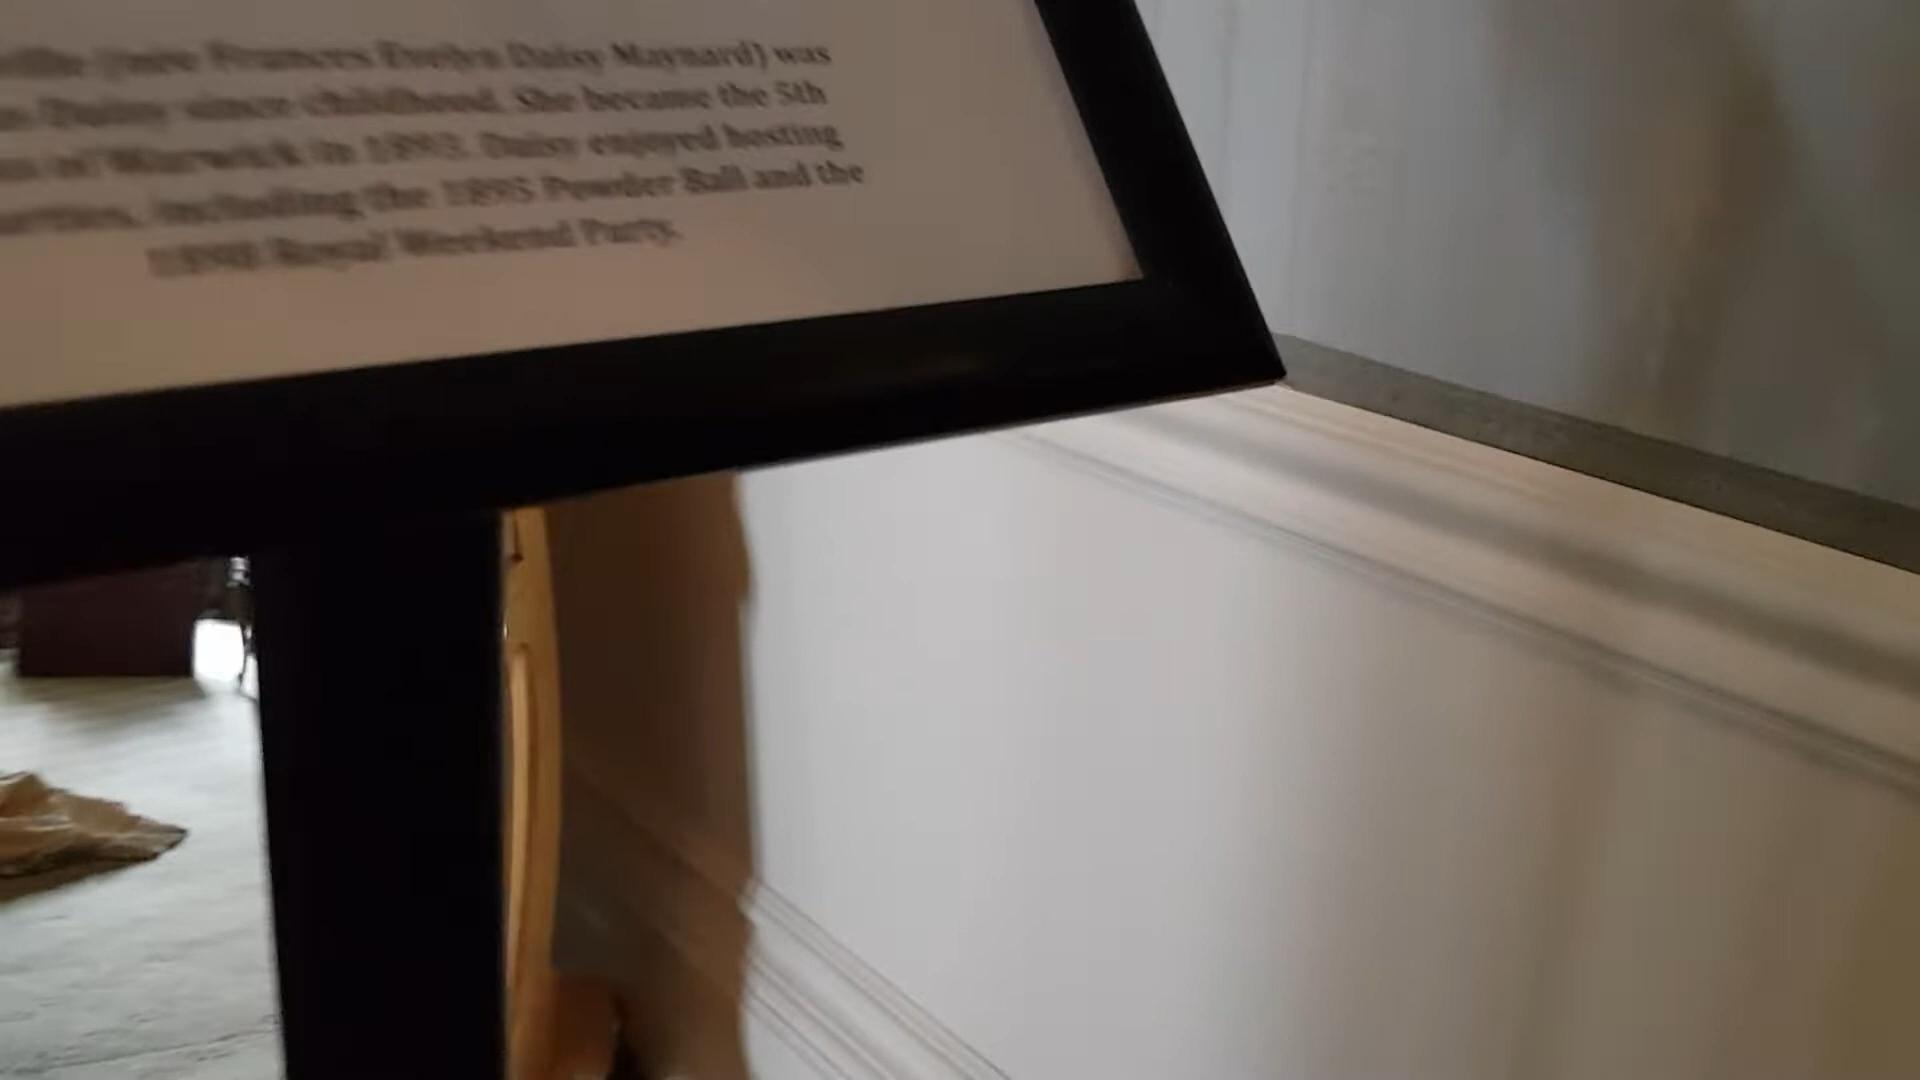 (née Frances Evelyn Daisy Maynard) was
Daisy since childhood. She became the 5th
of Warwick in 1893. Daisy enjoyed hosting
including the 1895 Powder Ball and the
1898 Royal Weekend Party.